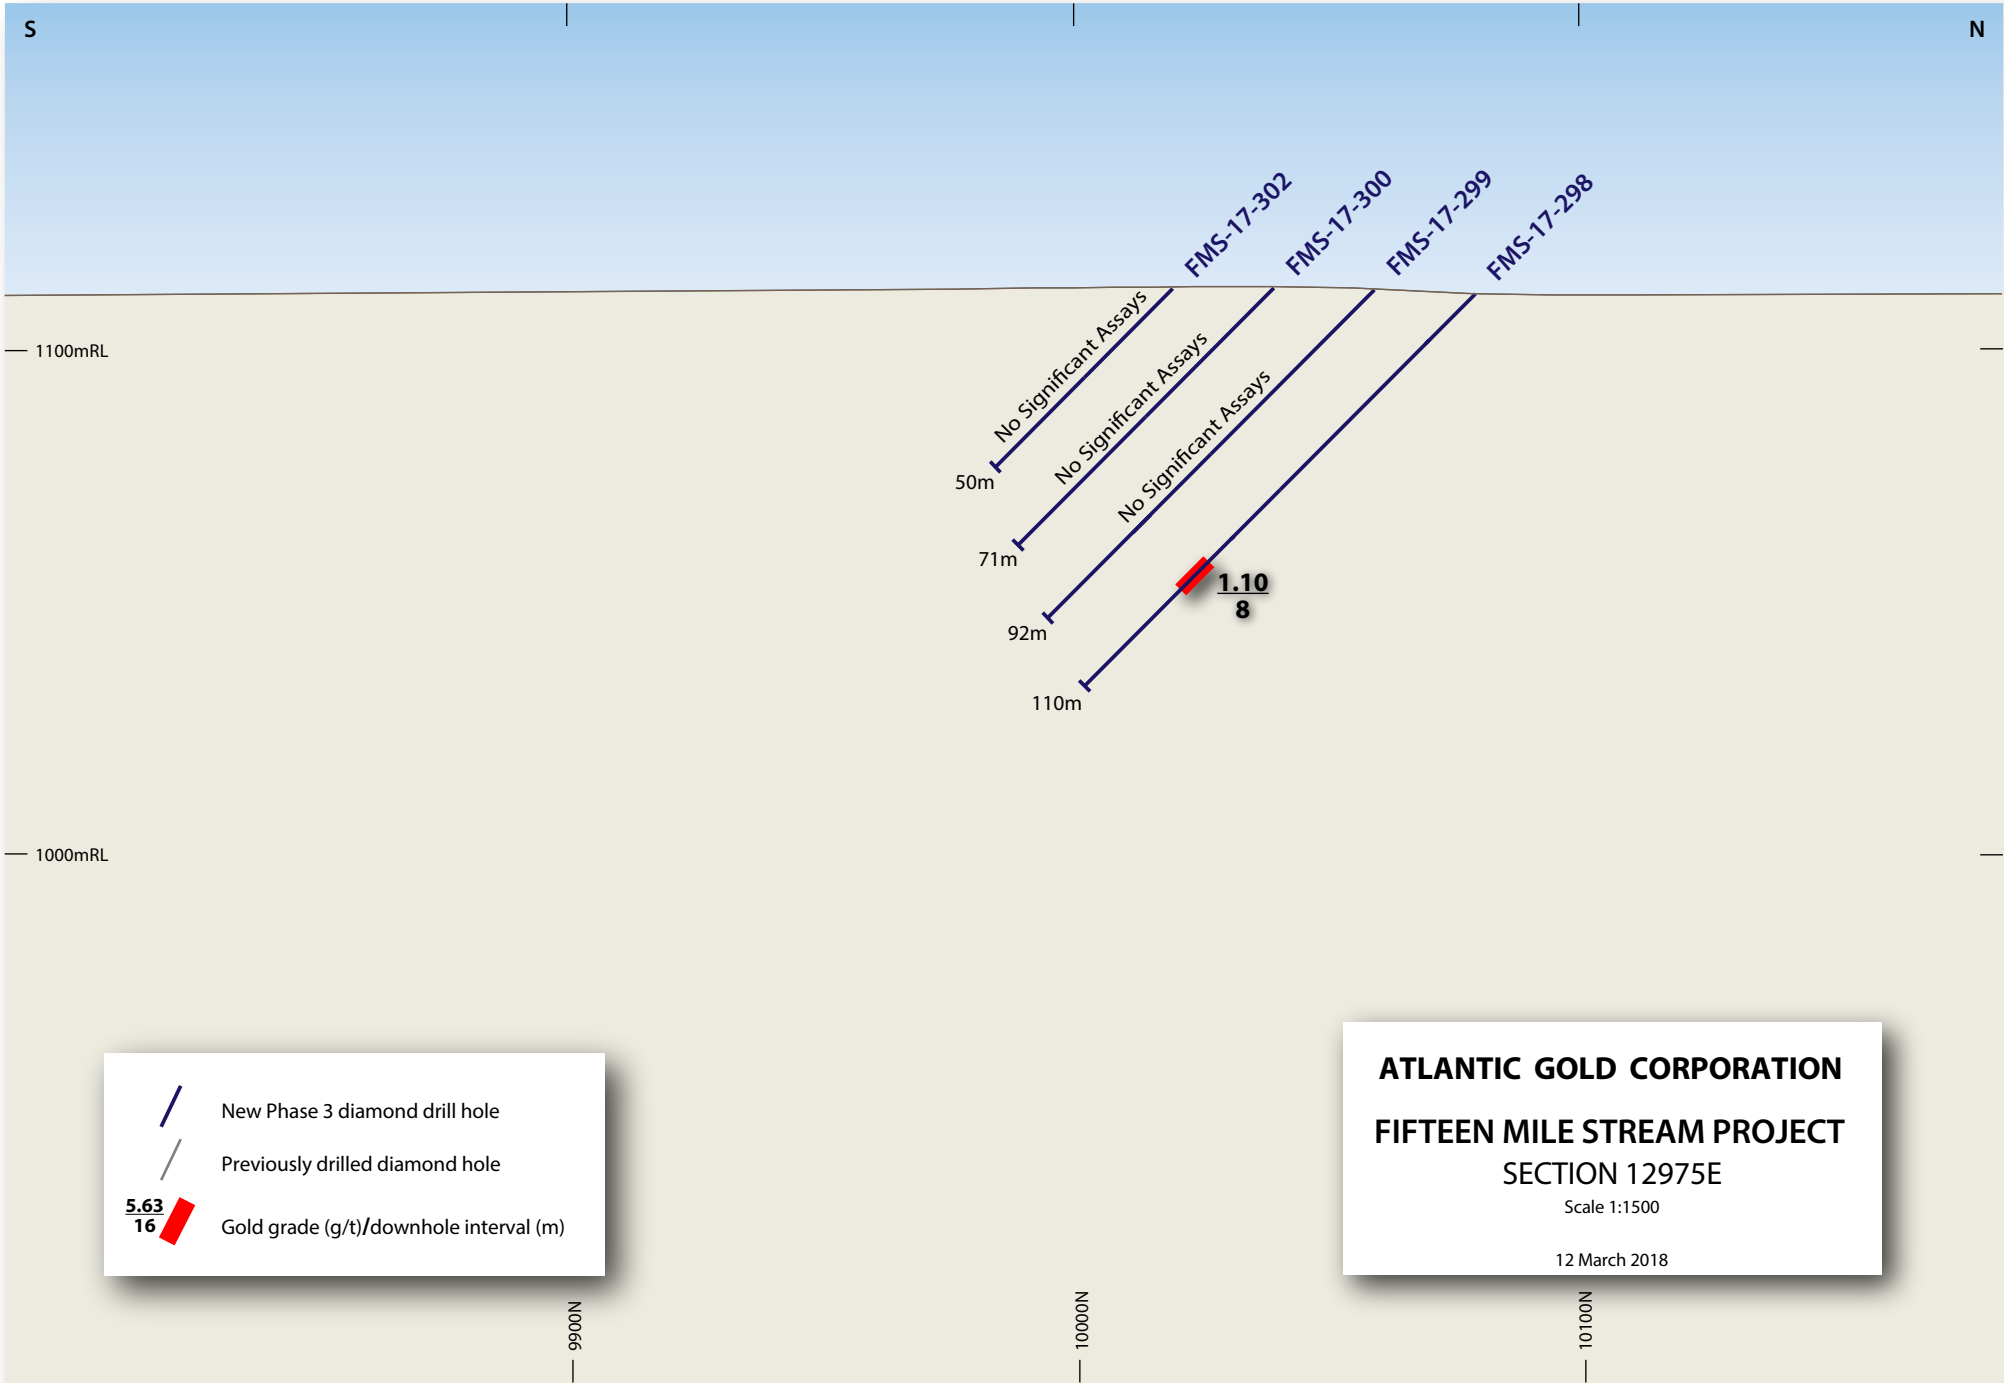 S
N
FMS-17-302
FMS-17-300
FMS-17-299
FMS-17-298
No Significant Assays
No Significant Assays
No Significant Assays
1100mRL
50m
71m
92m
110m
1.10
8
1000mRL
New Phase 3 diamond drill hole
Previously drilled diamond hole
5.63
16
Gold grade (g/t)/downhole interval (m)
ATLANTIC GOLD CORPORATION
FIFTEEN MILE STREAM PROJECT
SECTION 12975E
Scale 1:1500
12 March 2018
9900N
10000N
10100N